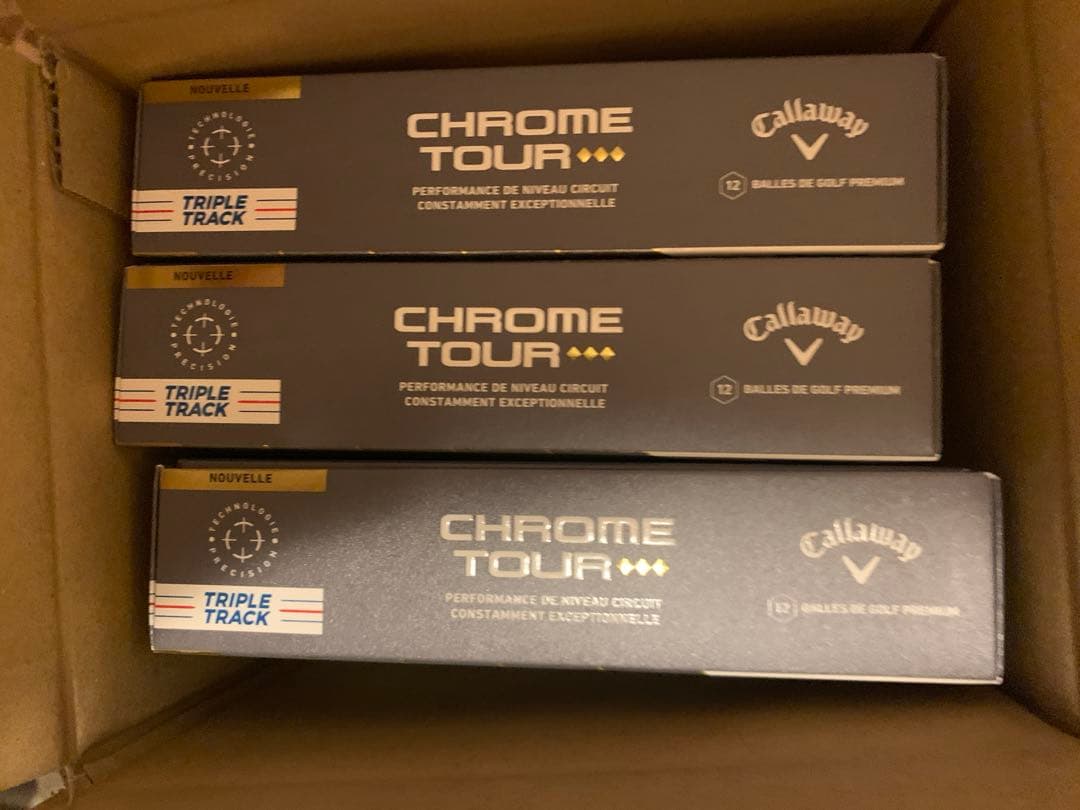 NOUVELLE
TECHNOLOGIE
PRÉCISION
TRIPLE
TRACK
CHROME
TOUR
PERFORMANCE DE NIVEAU CIRCUIT
CONSTAMMENT EXCEPTIONNELLE
Callaway
12 BALLES DE GOLF PREMIUM
NOUVELLE
TECHNOLOGIE
PRÉCISION
TRIPLE
TRACK
CHROME
TOUR
PERFORMANCE DE NIVEAU CIRCUIT
CONSTAMMENT EXCEPTIONNELLE
Callaway
12 BALLES DE GOLF PREMIUM
NOUVELLE
TECHNOLOGIE
PRÉCISION
TRIPLE
TRACK
CHROME
TOUR
PERFORMANCE DE NIVEAU CIRCUIT
CONSTAMMENT EXCEPTIONNELLE
Callaway
12 BALLES DE GOLF PREMIUM